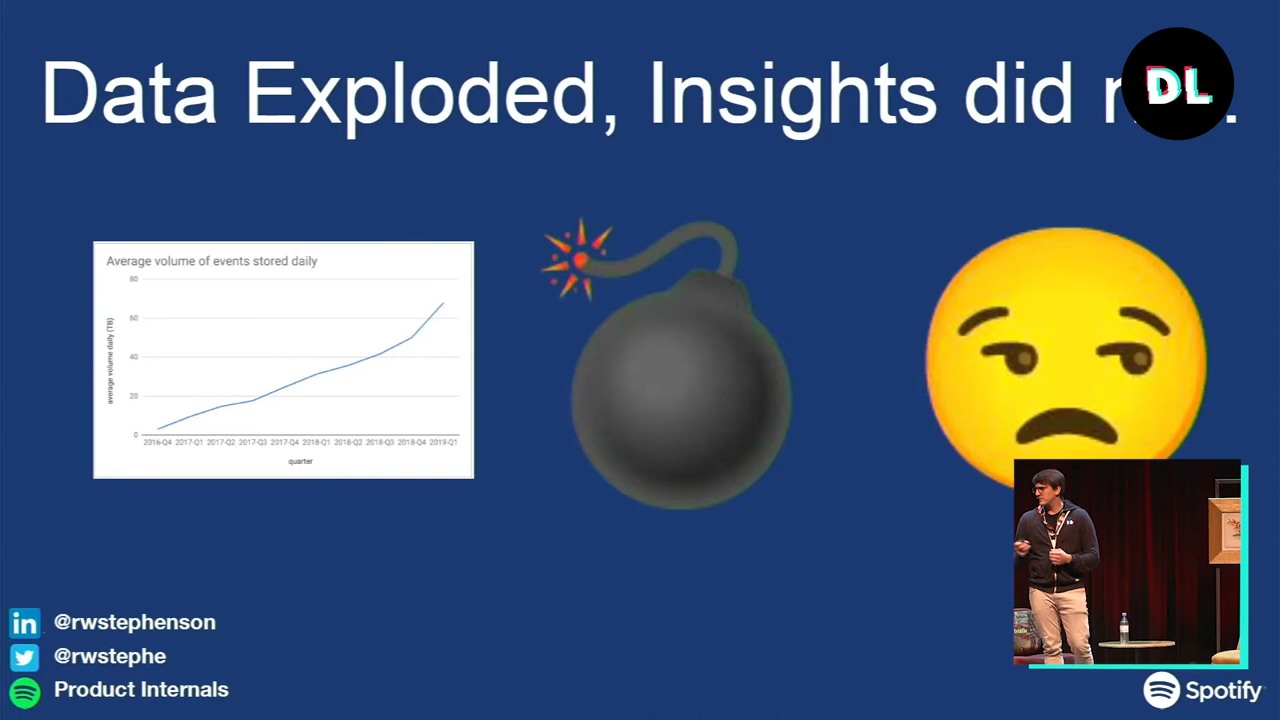 Data Exploded, Insights did
DL
Average volume of events stored daily
average volume daily (TB)
80
60
40
20
0
2016-Q4 2017-Q1 2017-Q2 2017-Q3 2017-Q4 2018-Q1 2018-Q2 2018-Q3 2018-Q4 2019-Q1
quarter
in @rwstephenson
@rwstephe
Product Internals
Spotify